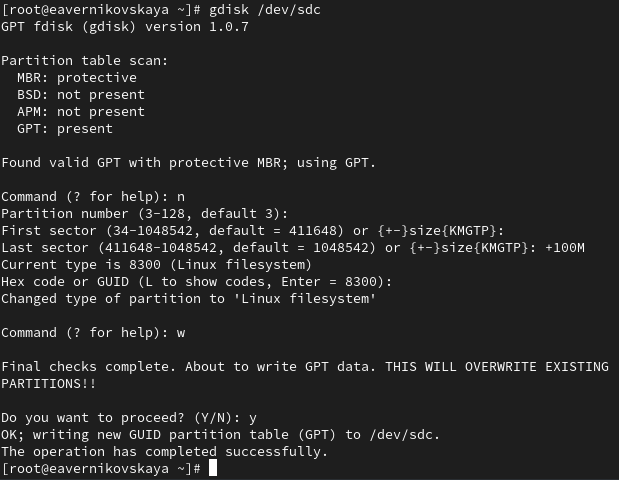 [root@eavernikovskaya ~]# gdisk /dev/sdc
GPT fdisk (gdisk) version 1.0.7
Partition table scan:
  MBR: protective
  BSD: not present
  APM: not present
  GPT: present
Found valid GPT with protective MBR; using GPT.
Command (? for help): n
Partition number (3-128, default 3):
First sector (34-1048542, default = 411648) or {+-}size{KMGTP}:
Last sector (411648-1048542, default = 1048542) or {+-}size{KMGTP}: +100M
Current type is 8300 (Linux filesystem)
Hex code or GUID (L to show codes, Enter = 8300):
Changed type of partition to 'Linux filesystem'
Command (? for help): w
Final checks complete. About to write GPT data. THIS WILL OVERWRITE EXISTING
PARTITIONS!!
Do you want to proceed? (Y/N): y
OK; writing new GUID partition table (GPT) to /dev/sdc.
The operation has completed successfully.
[root@eavernikovskaya ~]#